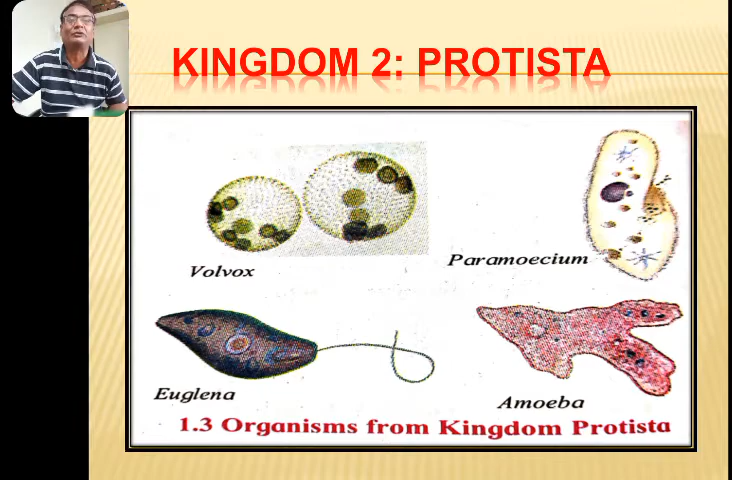 KINGDOM 2: PROTISTA
Volvox
Paramoecium
Euglena
Amoeba
1.3 Organisms from Kingdom Protista